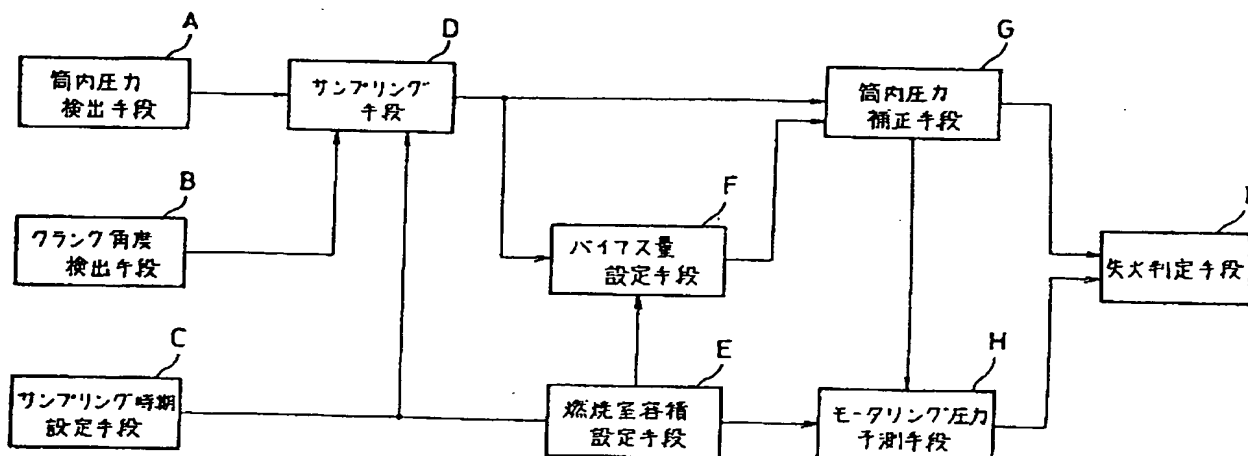 A
筒内圧力
検出手段
D
サンプリング
手段
G
筒内圧力
補正手段
B
クランク角度
検出手段
F
バイアス量
設定手段
I
失火判定手段
C
サンプリング時期
設定手段
E
燃焼室容積
設定手段
H
モータリング圧力
予測手段